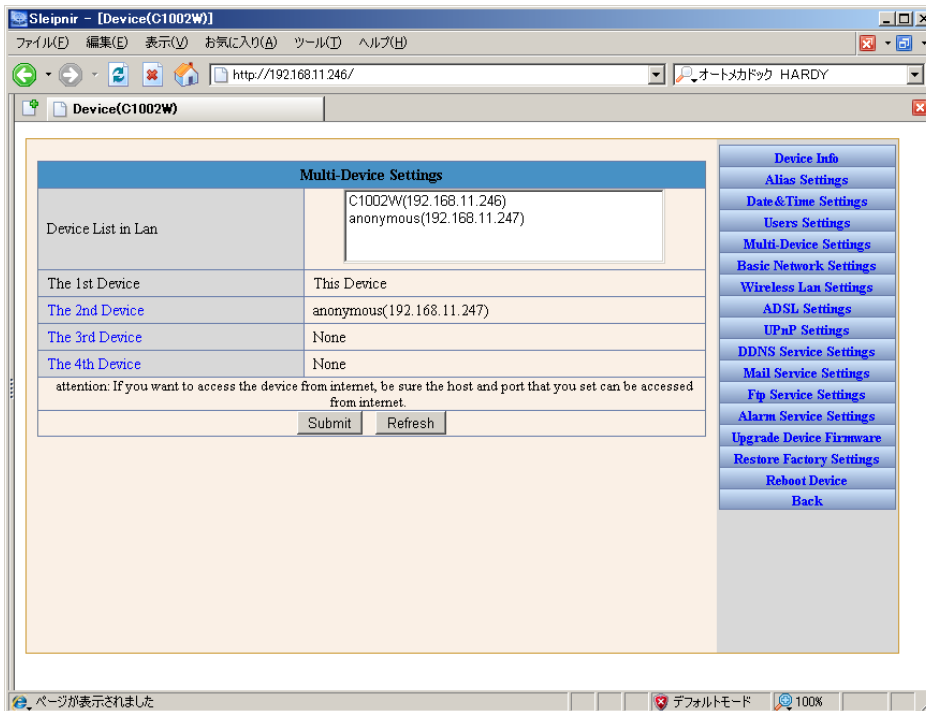 Sleipnir - [Device(C1002W)]
ファイル(F) 編集(E) 表示(V) お気に入り(A) ツール(T) ヘルプ(H)
http://192.168.11.246/
オートメカドック HARDY
Device(C1002W)
Multi-Device Settings
Device List in Lan
C1002W(192.168.11.246)
anonymous(192.168.11.247)
The 1st Device This Device
The 2nd Device anonymous(192.168.11.247)
The 3rd Device None
The 4th Device None
attention: If you want to access the device from internet, be sure the host and port that you set can be accessed
from internet.
Submit Refresh
Device Info
Alias Settings
Date&Time Settings
Users Settings
Multi-Device Settings
Basic Network Settings
Wireless Lan Settings
ADSL Settings
UPnP Settings
DDNS Service Settings
Mail Service Settings
Ftp Service Settings
Alarm Service Settings
Upgrade Device Firmware
Restore Factory Settings
Reboot Device
Back
ページが表示されました
デフォルトモード
100%